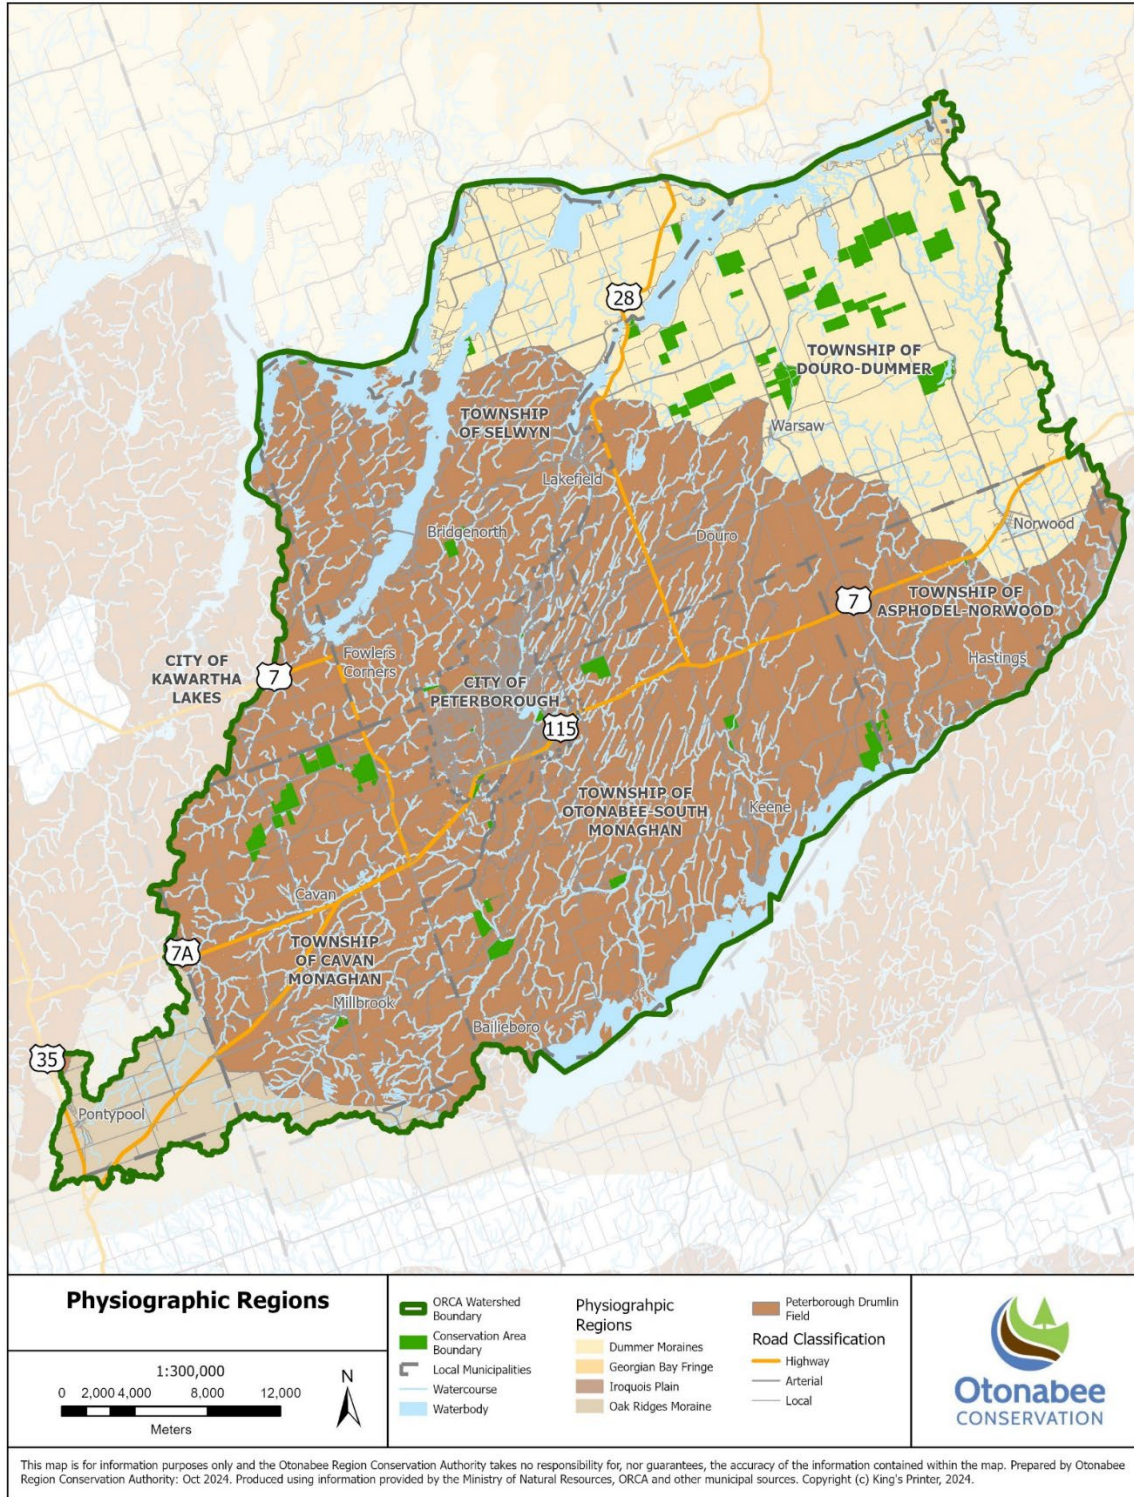 28
TOWNSHIP OF
DOURO-DUMMER
TOWNSHIP
OF SELWYN
Warsaw
Lakefield
Bridgenorth
Douro
Norwood
7
TOWNSHIP OF
ASPHODEL-NORWOOD
Hastings
CITY OF
KAWARTHA
LAKES
7
Fowlers
Corners
CITY OF
PETERBOROUGH
115
TOWNSHIP OF
OTONABEE-SOUTH
MONAGHAN
Keene
Cavan
7A
TOWNSHIP
OF CAVAN
MONAGHAN
Millbrook
Bailieboro
35
Pontypool
Physiographic Regions
1:300,000
0 2,000 4,000 8,000 12,000
Meters
N
ORCA Watershed
Boundary
Conservation Area
Boundary
Local Municipalities
Watercourse
Waterbody
Physiograhpic
Regions
Dummer Moraines
Georgian Bay Fringe
Iroquois Plain
Oak Ridges Moraine
Peterborough Drumlin
Field
Road Classification
Highway
Arterial
Local
Otonabee
CONSERVATION
This map is for information purposes only and the Otonabee Region Conservation Authority takes no responsibility for, nor guarantees, the accuracy of the information contained within the map. Prepared by Otonabee
Region Conservation Authority: Oct 2024. Produced using information provided by the Ministry of Natural Resources, ORCA and other municipal sources. Copyright (c) King's Printer, 2024.